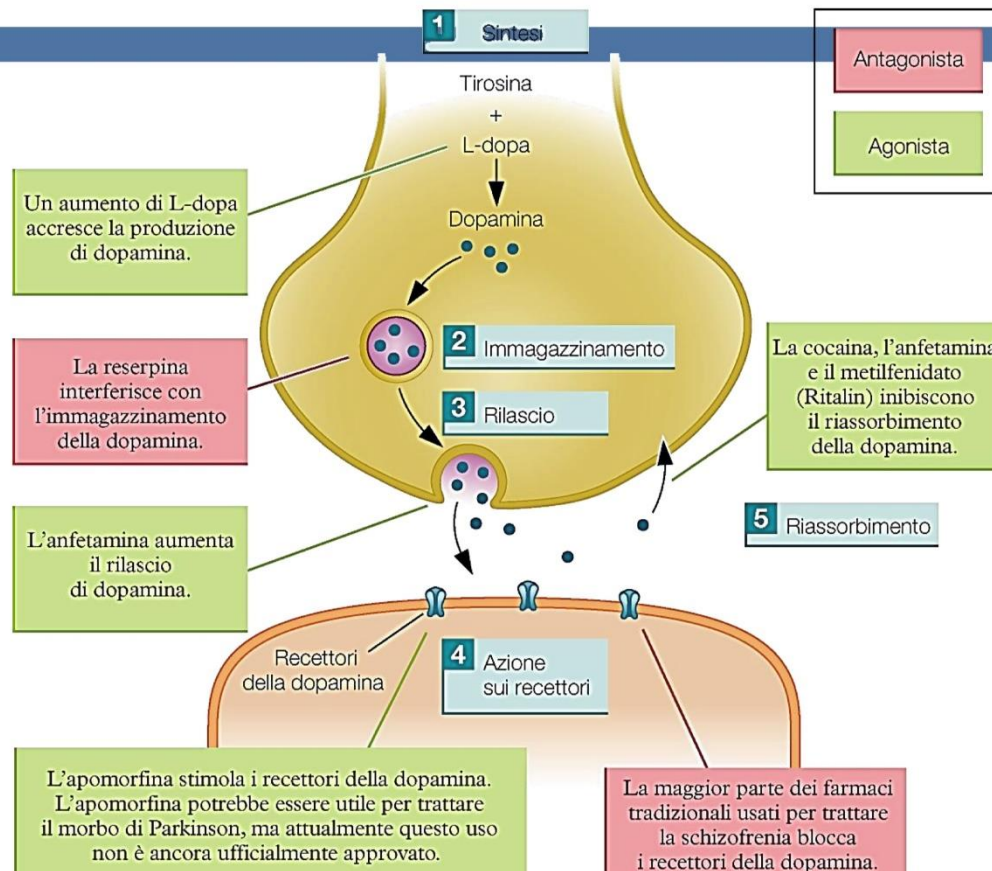 1 Sintesi
Antagonista
Agonista
Tirosina
+
L-dopa
Dopamina
Un aumento di L-dopa
accresce la produzione
di dopamina.
2 Immagazzinamento
La reserpina
interferisce con
l'immagazzinamento
della dopamina.
3 Rilascio
La cocaina, l'anfetamina
e il metilfenidato
(Ritalin) inibiscono
il riassorbimento
della dopamina.
5 Riassorbimento
L'anfetamina aumenta
il rilascio
di dopamina.
Recettori
della dopamina
4 Azione
sui recettori
L'apomorfina stimola i recettori della dopamina.
L'apomorfina potrebbe essere utile per trattare
il morbo di Parkinson, ma attualmente questo uso
non è ancora ufficialmente approvato.
La maggior parte dei farmaci
tradizionali usati per trattare
la schizofrenia blocca
i recettori della dopamina.